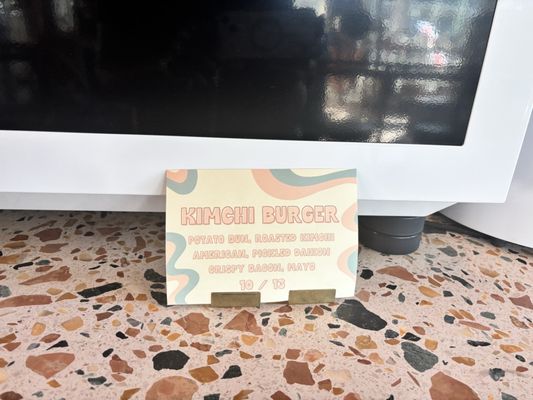 KIMCHI BURGER
POTATO BUN, ROASTED KIMCHI
AMERICAN, PICKLED DAIKON
CRISPY BACON, MAYO
10 / 13